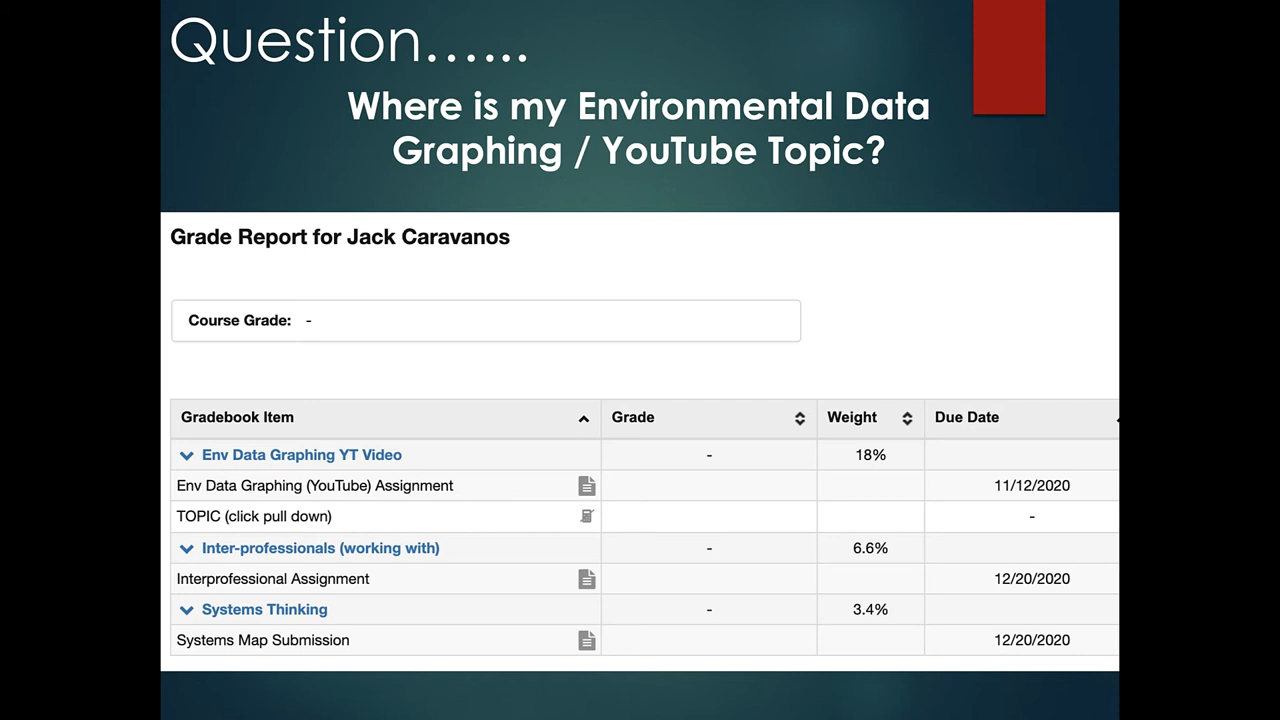 Question......
Where is my Environmental Data
Graphing / YouTube Topic?
Grade Report for Jack Caravanos
Course Grade: -
Gradebook Item Grade Weight Due Date
Env Data Graphing YT Video - 18%
Env Data Graphing (YouTube) Assignment 11/12/2020
TOPIC (click pull down) -
Inter-professionals (working with) - 6.6%
Interprofessional Assignment 12/20/2020
Systems Thinking - 3.4%
Systems Map Submission 12/20/2020